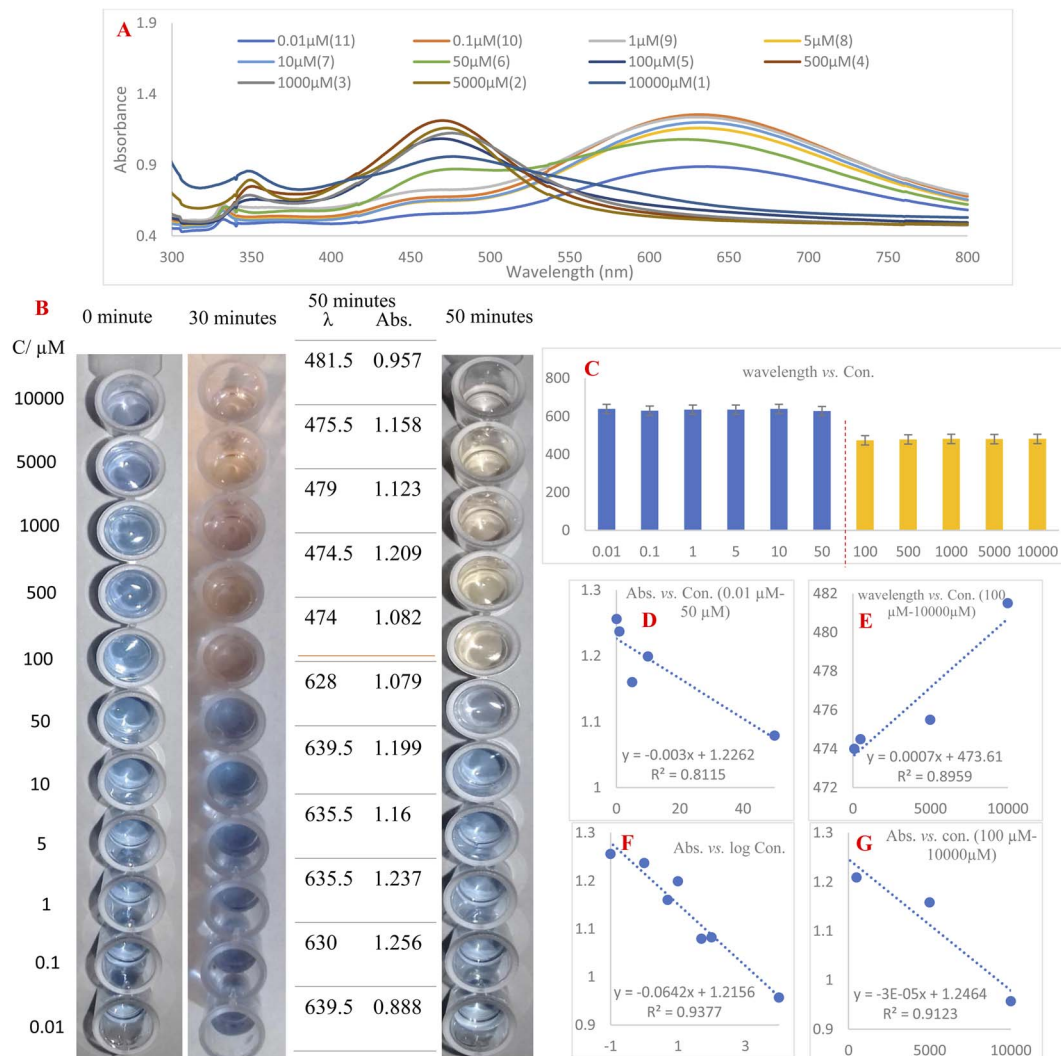 A
1.9
1.4
0.9
0.4
Absorbance
0.01µM(11) 0.1µM(10) 1µM(9) 5µM(8)
10µM(7) 50µM(6) 100µM(5) 500µM(4)
1000µM(3) 5000µM(2) 10000µM(1)
300 350 400 450 500 550 600 650 700 750 800
Wavelength (nm)
B
0 minute 30 minutes 50 minutes 50 minutes
λ Abs.
C/ µM
10000 481.5 0.957
5000 475.5 1.158
1000 479 1.123
500 474.5 1.209
100 474 1.082
50 628 1.079
10 639.5 1.199
5 635.5 1.16
1 635.5 1.237
0.1 630 1.256
0.01 639.5 0.888
C
wavelength vs. Con.
800
600
400
200
0
0.01 0.1 1 5 10 50 100 500 1000 5000 10000
D
Abs. vs. Con. (0.01 µM-
50 µM)
1.3
1.2
1.1
1
y = -0.003x + 1.2262
R² = 0.8115
0 20 40
E
wavelength vs. Con. (100
µM-10000µM)
482
480
478
476
474
472
y = 0.0007x + 473.61
R² = 0.8959
0 5000 10000
F
Abs. vs. log Con.
1.3
1.2
1.1
1
0.9
y = -0.0642x + 1.2156
R² = 0.9377
-1 1 3
G
Abs. vs. con. (100 µM-
10000µM)
1.3
1.2
1.1
1
0.9
y = -3E-05x + 1.2464
R² = 0.9123
0 5000 10000